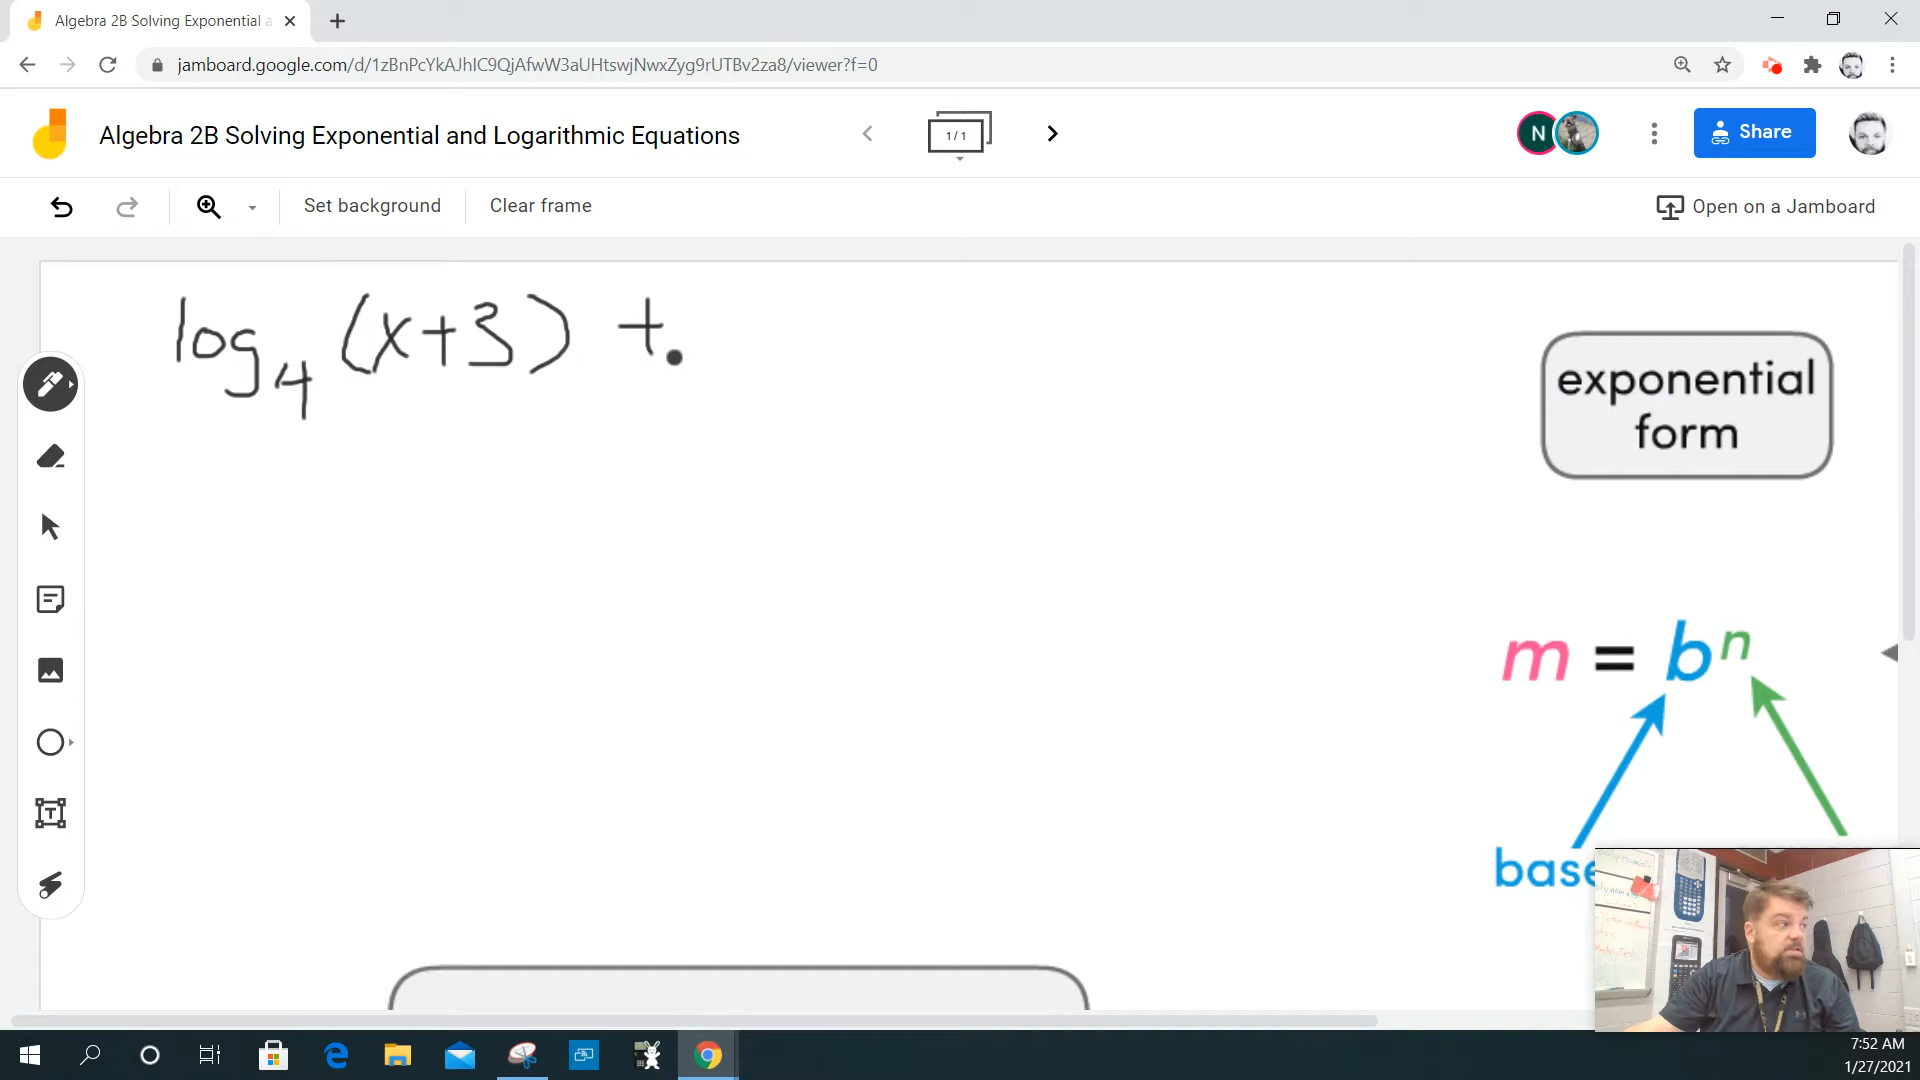 Algebra 2B Solving Exponential a
jamboard.google.com/d/1zBnPcYkAJhIC9QjAfwW3aUHtswjNwxZyg9rUTBv2za8/viewer?f=0
Algebra 2B Solving Exponential and Logarithmic Equations
1 / 1
N
Share
Set background
Clear frame
Open on a Jamboard
log₄ (x+3) +
exponential
form
m = bⁿ
base
7:52 AM
1/27/2021